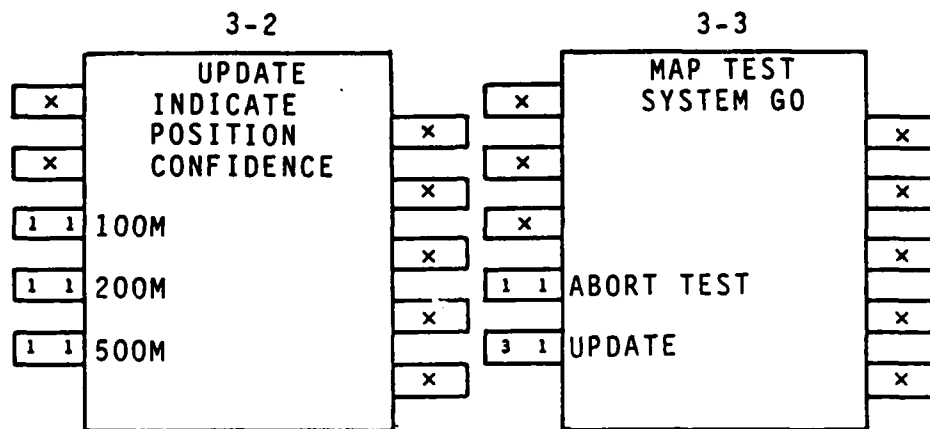 3-2
UPDATE
INDICATE
POSITION
CONFIDENCE
x
x
1 1 100M
1 1 200M
1 1 500M
x
x
x
x
x
3-3
MAP TEST
SYSTEM GO
x
x
x
1 1 ABORT TEST
3 1 UPDATE
x
x
x
x
x